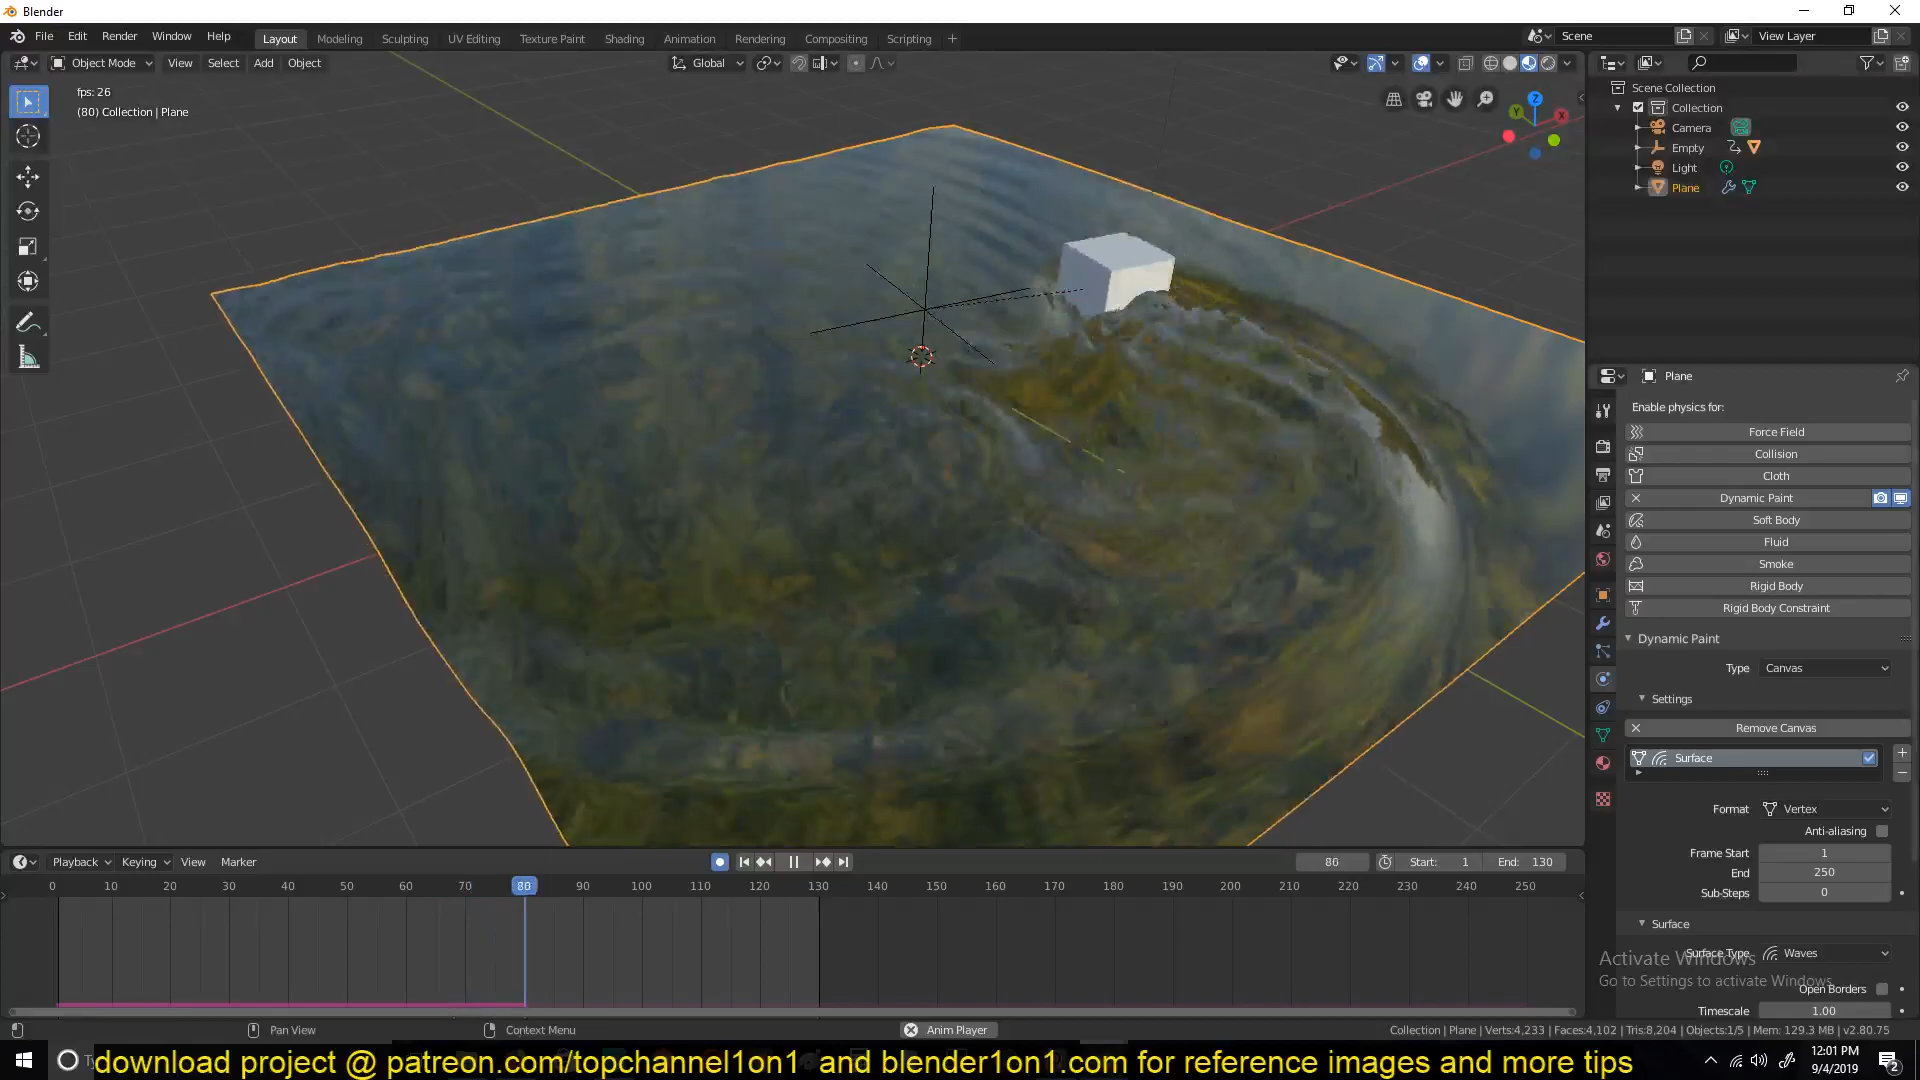 Blender
File Edit Render Window Help Layout Modeling Sculpting UV Editing Texture Paint Shading Animation Rendering Compositing Scripting + Scene View Layer
Object Mode View Select Add Object Global
fps: 26
(80) Collection | Plane
Z
Y
X
Scene Collection
Collection
Camera
Empty
Light
Plane
Plane
Enable physics for:
Force Field
Collision
Cloth
Dynamic Paint
Soft Body
Fluid
Smoke
Rigid Body
Rigid Body Constraint
Dynamic Paint
Type Canvas
Settings
Remove Canvas
Surface
Format Vertex
Anti-aliasing
Frame Start 1
End 250
Sub-Steps 0
Surface
Surface Type Waves
Open Borders
Timescale 1.00
Activate Windows
Go to Settings to activate Windows.
Playback Keying View Marker 86 Start: 1 End: 130
0 10 20 30 40 50 60 70 80 90 100 110 120 130 140 150 160 170 180 190 200 210 220 230 240 250
Pan View Context Menu Anim Player Collection | Plane | Verts:4,233 | Faces:4,102 | Tris:8,204 | Objects:1/5 | Mem: 129.3 MB | v2.80.75
download project @ patreon.com/topchannel1on1 and blender1on1.com for reference images and more tips
12:01 PM
9/4/2019
2